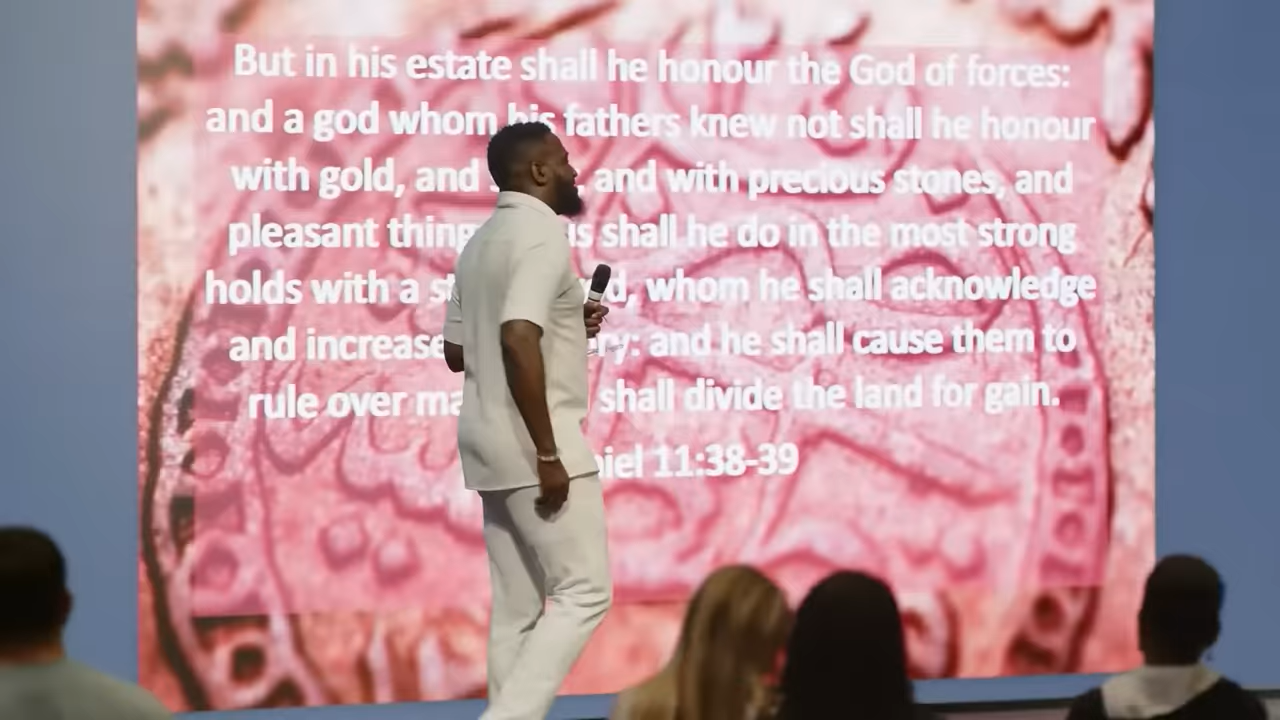 But in his estate shall he honour the God of forces:
and a god whom his fathers knew not shall he honour
with gold, and and with precious stones, and
pleasant shall he do in the most strong
holds with a whom he shall acknowledge
and increase and he shall cause them to
rule over shall divide the land for gain.
11:38-39